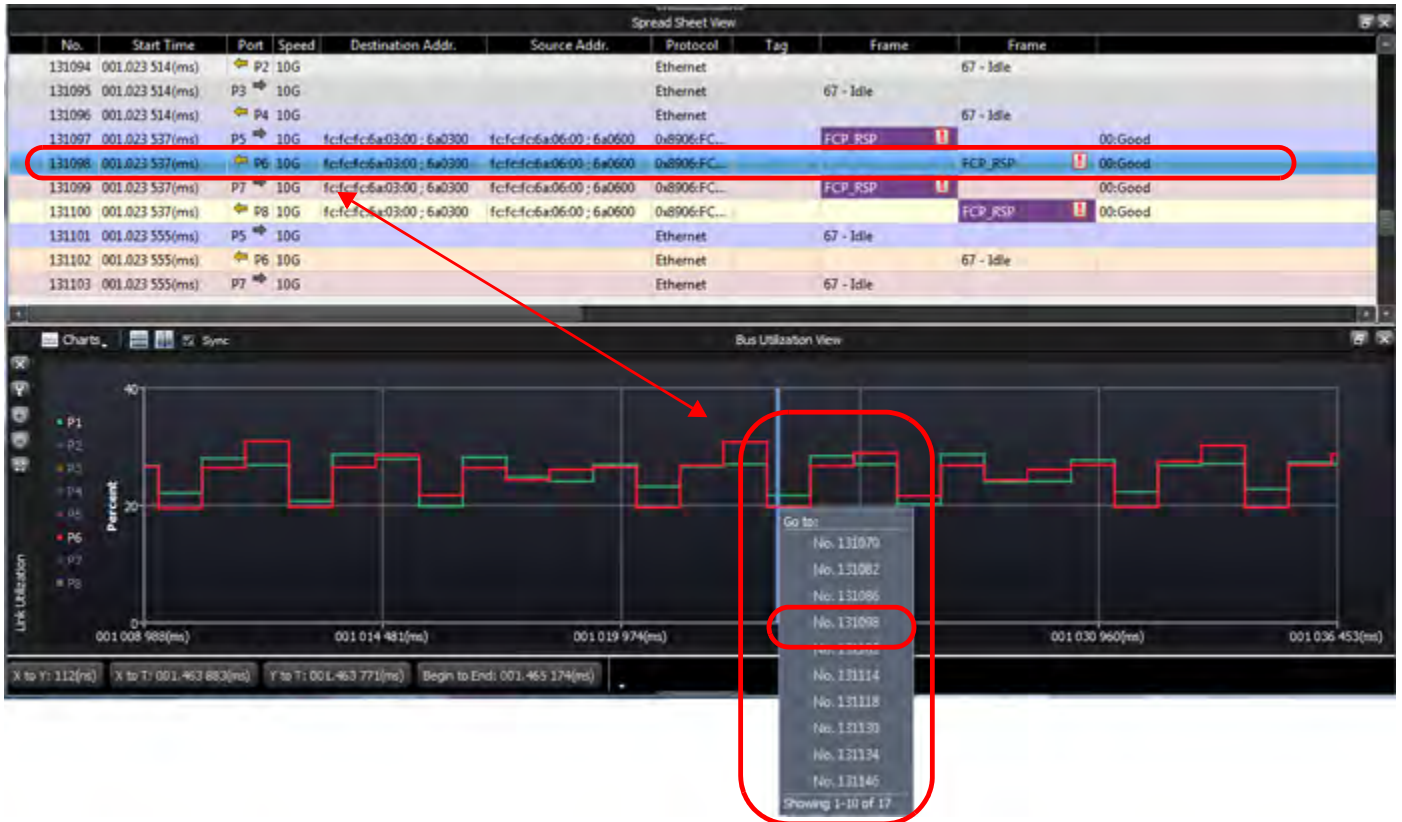 Spread Sheet View
No. Start Time Port Speed Destination Addr. Source Addr. Protocol Tag Frame Frame
131094 001.023 514(ms) P2 10G Ethernet 67 - Idle
131095 001.023 514(ms) P3 10G Ethernet 67 - Idle
131096 001.023 514(ms) P4 10G Ethernet 67 - Idle
131097 001.023 537(ms) P5 10G fc:fc:fc:6a:03:00 ; 6a0300 fc:fc:fc:6a:06:00 ; 6a0600 0x8906:FC... FCP_RSP 00:Good
131098 001.023 537(ms) P6 10G fc:fc:fc:6a:03:00 ; 6a0300 fc:fc:fc:6a:06:00 ; 6a0600 0x8906:FC... FCP_RSP 00:Good
131099 001.023 537(ms) P7 10G fc:fc:fc:6a:03:00 ; 6a0300 fc:fc:fc:6a:06:00 ; 6a0600 0x8906:FC... FCP_RSP 00:Good
131100 001.023 537(ms) P8 10G fc:fc:fc:6a:03:00 ; 6a0300 fc:fc:fc:6a:06:00 ; 6a0600 0x8906:FC... FCP_RSP 00:Good
131101 001.023 555(ms) P5 10G Ethernet 67 - Idle
131102 001.023 555(ms) P6 10G Ethernet 67 - Idle
131103 001.023 555(ms) P7 10G Ethernet 67 - Idle
Charts Sync Bus Utilization View
Link Utilization
P1
P2
P3
P4
P5
P6
P7
P8
Percent
40
20
0
001 008 988(ms) 001 014 481(ms) 001 019 974(ms) 001 030 960(ms) 001 036 453(ms)
Go to:
No. 131070
No. 131082
No. 131086
No. 131098
No. 131114
No. 131118
No. 131130
No. 131134
No. 131146
Showing 1-10 of 17
X to Y: 112(ns) X to T: 001.463 883(ms) Y to T: 001.463 771(ms) Begin to End: 001.465 174(ms)